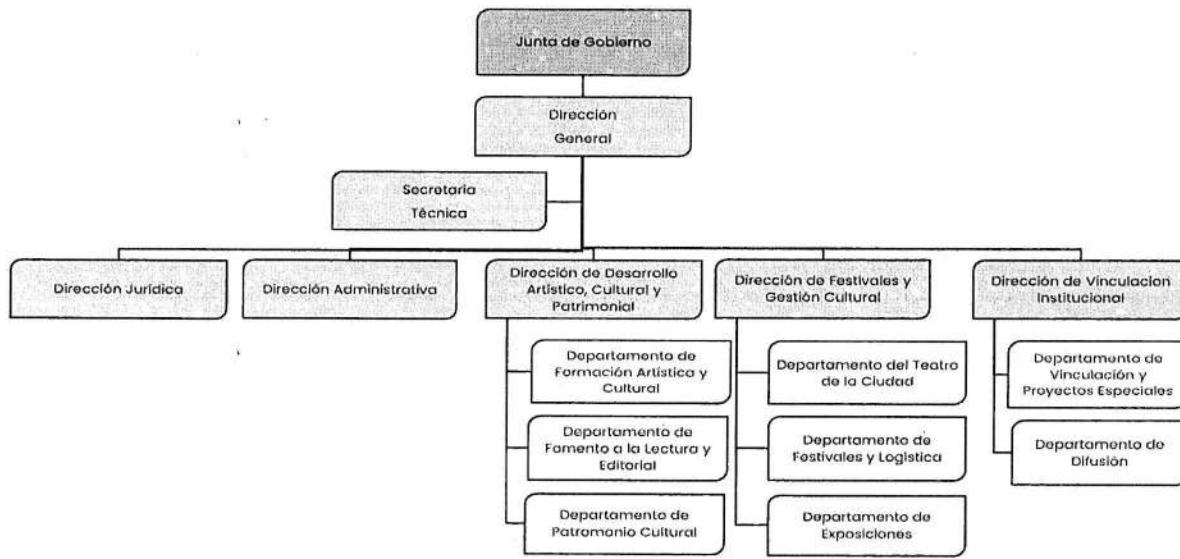 Junta de Gobierno
Dirección
General
Secretaria
Técnica
Dirección Jurídica
Dirección Administrativa
Dirección de Desarrollo
Artístico, Cultural y
Patrimonial
Dirección de Festivales y
Gestión Cultural
Dirección de Vinculacion
Institucional
Departamento de
Formación Artística y
Cultural
Departamento del Teatro
de la Ciudad
Departamento de
Vinculación y
Proyectos Especiales
Departamento de
Fomento a la Lectura y
Editorial
Departamento de
Festivales y Logística
Departamento de
Difusión
Departamento de
Patromonio Cultural
Departamento de
Exposiciones